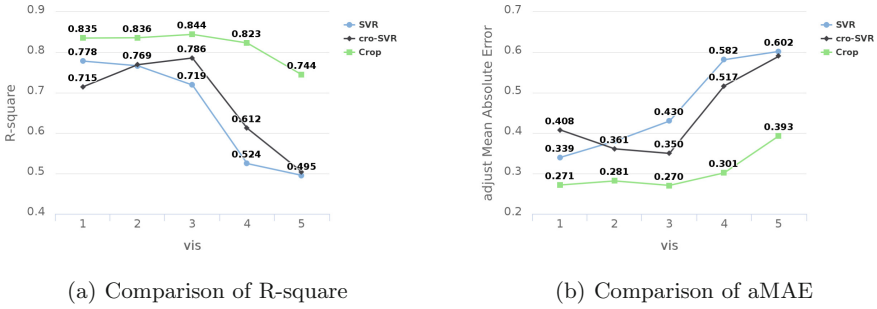 0.9
0.8
0.7
0.6
0.5
0.4
R-square
0.835
0.836
0.844
0.823
0.744
0.778
0.769
0.786
0.715
0.719
0.612
0.524
0.495
1 2 3 4 5
vis
SVR
cro-SVR
Crop
(a) Comparison of R-square
0.7
0.6
0.5
0.4
0.3
0.2
adjust Mean Absolute Error
0.582
0.602
0.517
0.430
0.408
0.361
0.350
0.339
0.393
0.271
0.281
0.270
0.301
1 2 3 4 5
vis
SVR
cro-SVR
Crop
(b) Comparison of aMAE